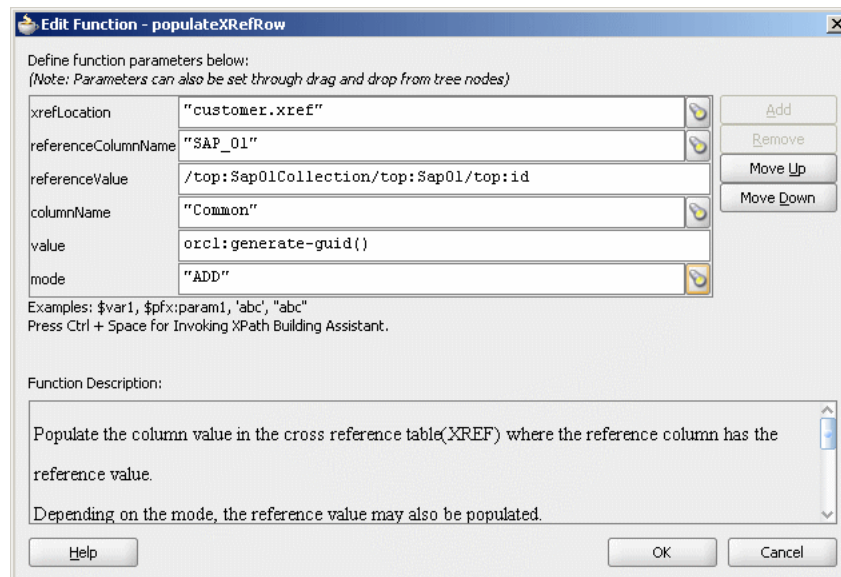 Edit Function - populateXRefRow
Define function parameters below:
(Note: Parameters can also be set through drag and drop from tree nodes)
xrefLocation "customer.xref"
referenceColumnName "SAP_01"
referenceValue /top:Sap01Collection/top:Sap01/top:id
columnName "Common"
value orcl:generate-guid()
mode "ADD"
Add
Remove
Move Up
Move Down
Examples: $var1, $pfx:param1, 'abc', "abc"
Press Ctrl + Space for Invoking XPath Building Assistant.
Function Description:
Populate the column value in the cross reference table(XREF) where the reference column has the
reference value.
Depending on the mode, the reference value may also be populated.
Help OK Cancel